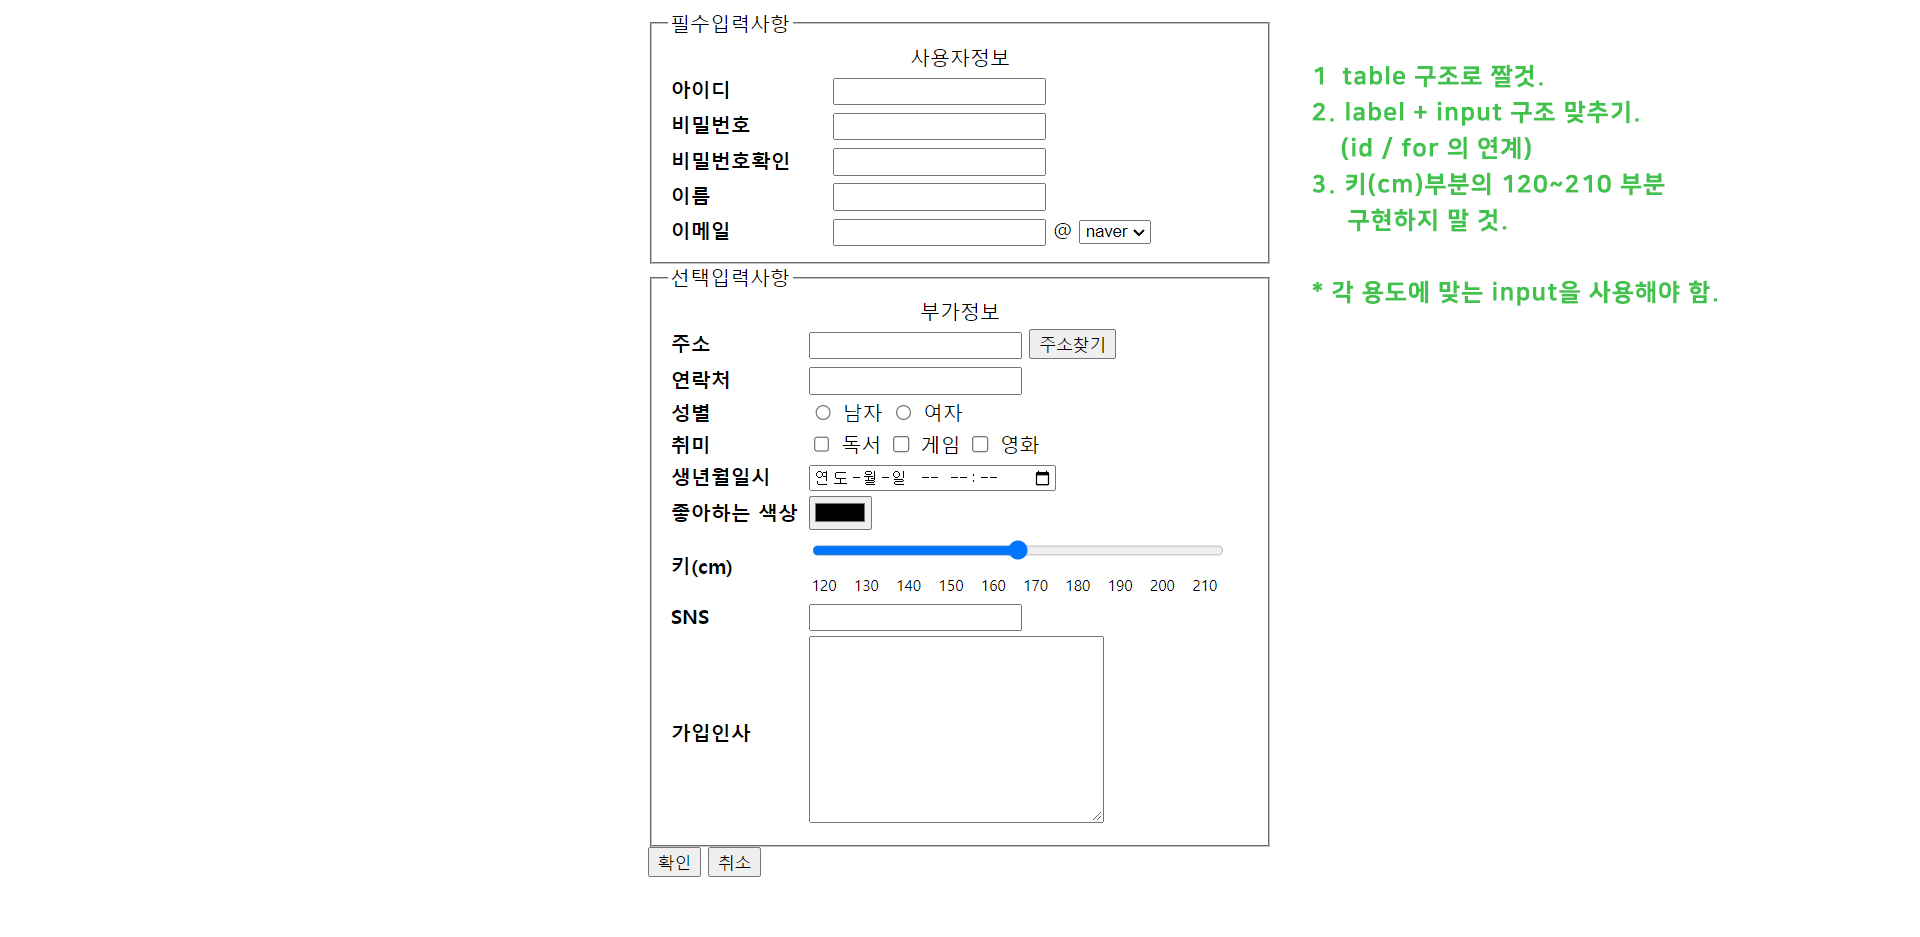 필수입력사항
사용자정보
아이디
비밀번호
비밀번호확인
이름
이메일 @ naver
선택입력사항
부가정보
주소 주소찾기
연락처
성별 남자 여자
취미 독서 게임 영화
생년월일시 연도-월-일 -- --:--
좋아하는 색상
키(cm)
120 130 140 150 160 170 180 190 200 210
SNS
가입인사
확인 취소
1 table 구조로 짤것.
2. label + input 구조 맞추기.
(id / for 의 연계)
3. 키(cm)부분의 120~210 부분
구현하지 말 것.
* 각 용도에 맞는 input을 사용해야 함.